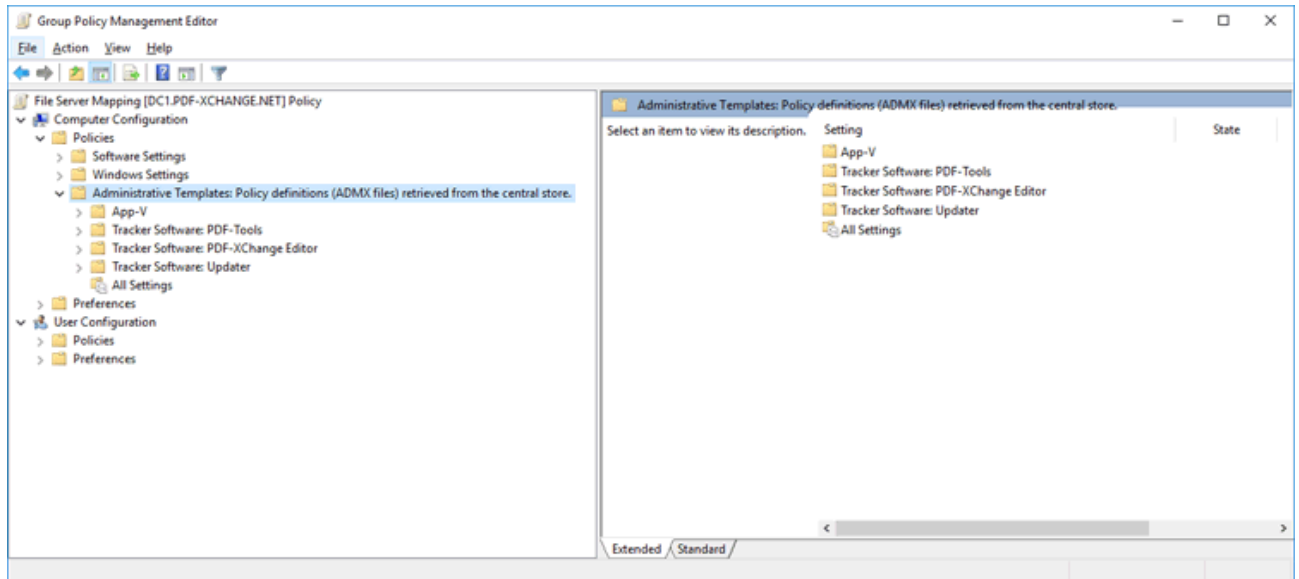 Group Policy Management Editor
File Action View Help
File Server Mapping [DC1.PDF-XCHANGE.NET] Policy
Computer Configuration
Policies
Software Settings
Windows Settings
Administrative Templates: Policy definitions (ADMX files) retrieved from the central store.
App-V
Tracker Software: PDF-Tools
Tracker Software: PDF-XChange Editor
Tracker Software: Updater
All Settings
Preferences
User Configuration
Policies
Preferences
Administrative Templates: Policy definitions (ADMX files) retrieved from the central store.
Select an item to view its description.
Setting State
App-V
Tracker Software: PDF-Tools
Tracker Software: PDF-XChange Editor
Tracker Software: Updater
All Settings
Extended Standard